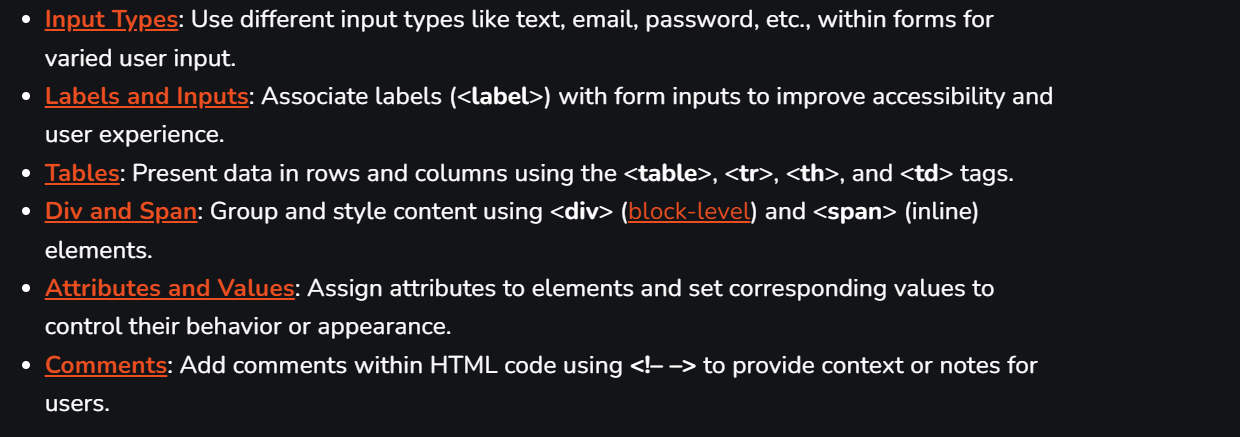 • Input Types: Use different input types like text, email, password, etc., within forms for
varied user input.
• Labels and Inputs: Associate labels (<label>) with form inputs to improve accessibility and
user experience.
• Tables: Present data in rows and columns using the <table>, <tr>, <th>, and <td> tags.
• Div and Span: Group and style content using <div> (block-level) and <span> (inline)
elements.
• Attributes and Values: Assign attributes to elements and set corresponding values to
control their behavior or appearance.
• Comments: Add comments within HTML code using <!– –> to provide context or notes for
users.